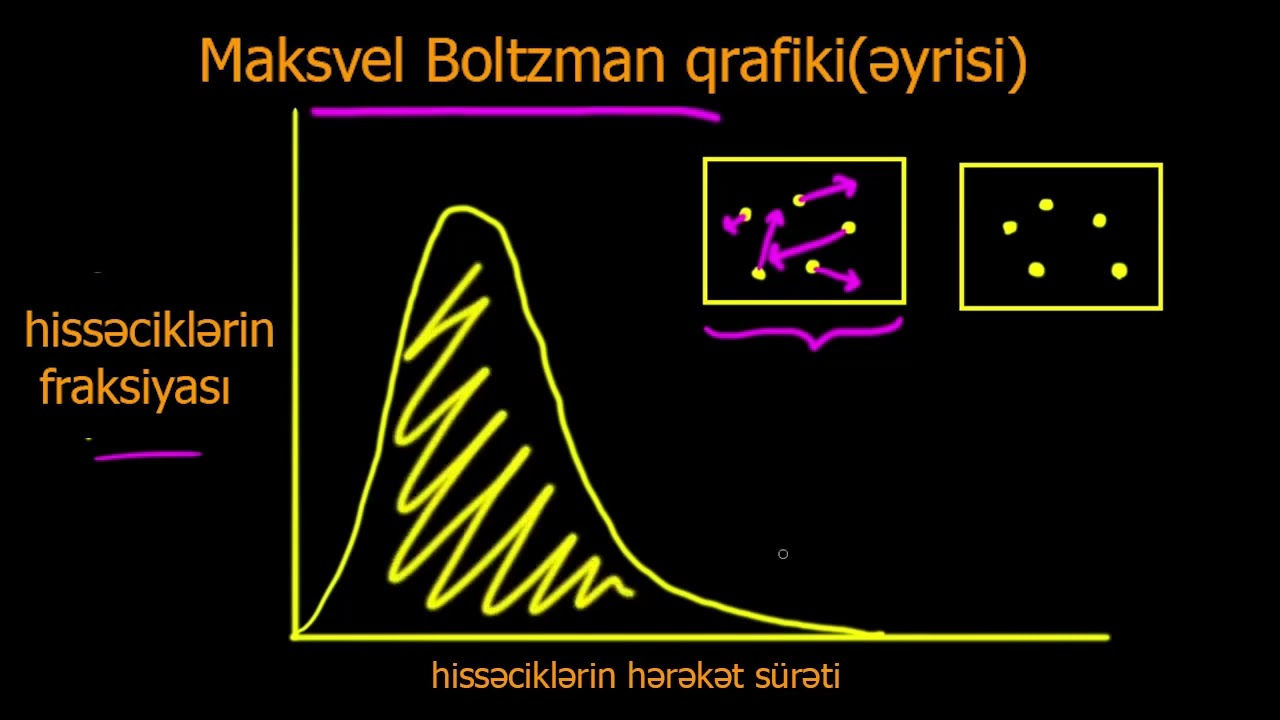 Maksvel Boltzman qrafiki(əyrisi)
hissəciklərin
fraksiyası
hissəciklərin hərəkət sürəti